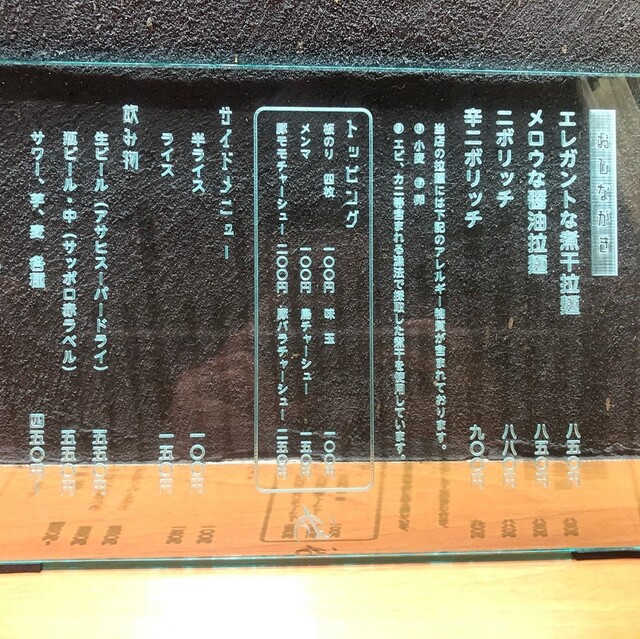 おしながき
エレガントな煮干拉麺 八五〇円
メロウな醤油拉麺 八五〇円
ニボリッチ 八八〇円
辛ニボリッチ 九〇〇円
当店の拉麺には下記のアレルギー物質が含まれております。
小麦 卵
エビ、カニ等含まれる漁法で採取した煮干を使用しています。
トッピング
板のり 四枚 一〇〇円 味玉 一〇〇円
メンマ 一〇〇円 鶏チャーシュー 一五〇円
豚モモチャーシュー 二〇〇円 豚バラチャーシュー 二五〇円
サイドメニュー
半ライス 一〇〇円
ライス 一五〇円
飲み物
生ビール（アサヒスーパードライ） 五五〇円
瓶ビール・中（サッポロ赤ラベル） 五五〇円
サワー、芋、麦 各種 四五〇円〜